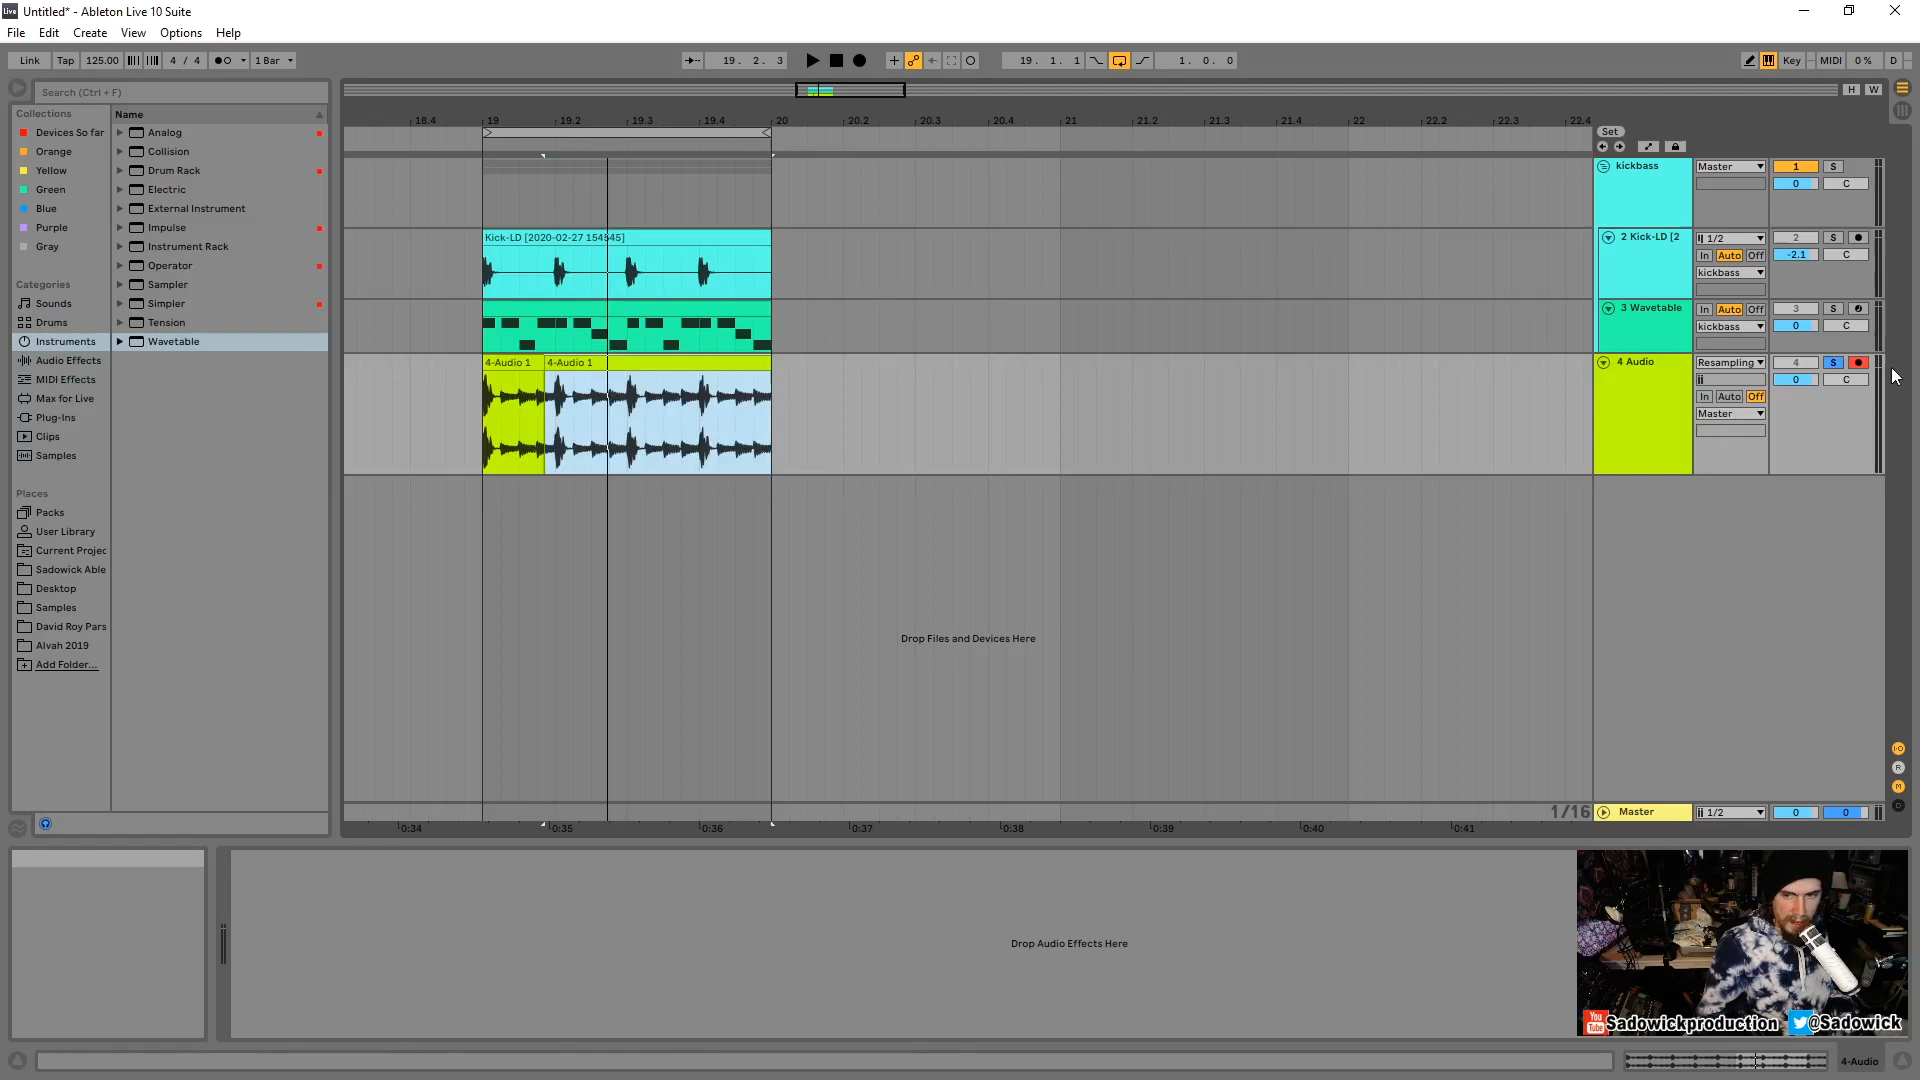 Untitled* - Ableton Live 10 Suite
File Edit Create View Options Help
Link Tap 125.00 4 / 4 1 Bar 19. 2. 3 19. 1. 1 1. 0. 0 Key MIDI 0 % D
Search (Ctrl + F)
H W
Collections
Devices So far
Orange
Yellow
Green
Blue
Purple
Gray
Categories
Sounds
Drums
Instruments
Audio Effects
MIDI Effects
Max for Live
Plug-Ins
Clips
Samples
Places
Packs
User Library
Current Projec
Sadowick Able
Desktop
Samples
David Roy Pars
Alvah 2019
Add Folder...
Name
Analog
Collision
Drum Rack
Electric
External Instrument
Impulse
Instrument Rack
Operator
Sampler
Simpler
Tension
Wavetable
18.4 19 19.2 19.3 19.4 20 20.2 20.3 20.4 21 21.2 21.3 21.4 22 22.2 22.3 22.4
Set
kickbass Master 1 S
0 C
Kick-LD [2020-02-27 154545]
2 Kick-LD [2 1/2 2 S
In Auto Off -2.1 C
kickbass
3 Wavetable In Auto Off 3 S
kickbass 0 C
4-Audio 1 4-Audio 1
4 Audio Resampling 4 S
0 C
In Auto Off
Master
Drop Files and Devices Here
1/16 Master 1/2 0 0
I·O
R
M
D
0:34 0:35 0:36 0:37 0:38 0:39 0:40 0:41
Drop Audio Effects Here
You Tube Sadowickproduction @Sadowick
4-Audio